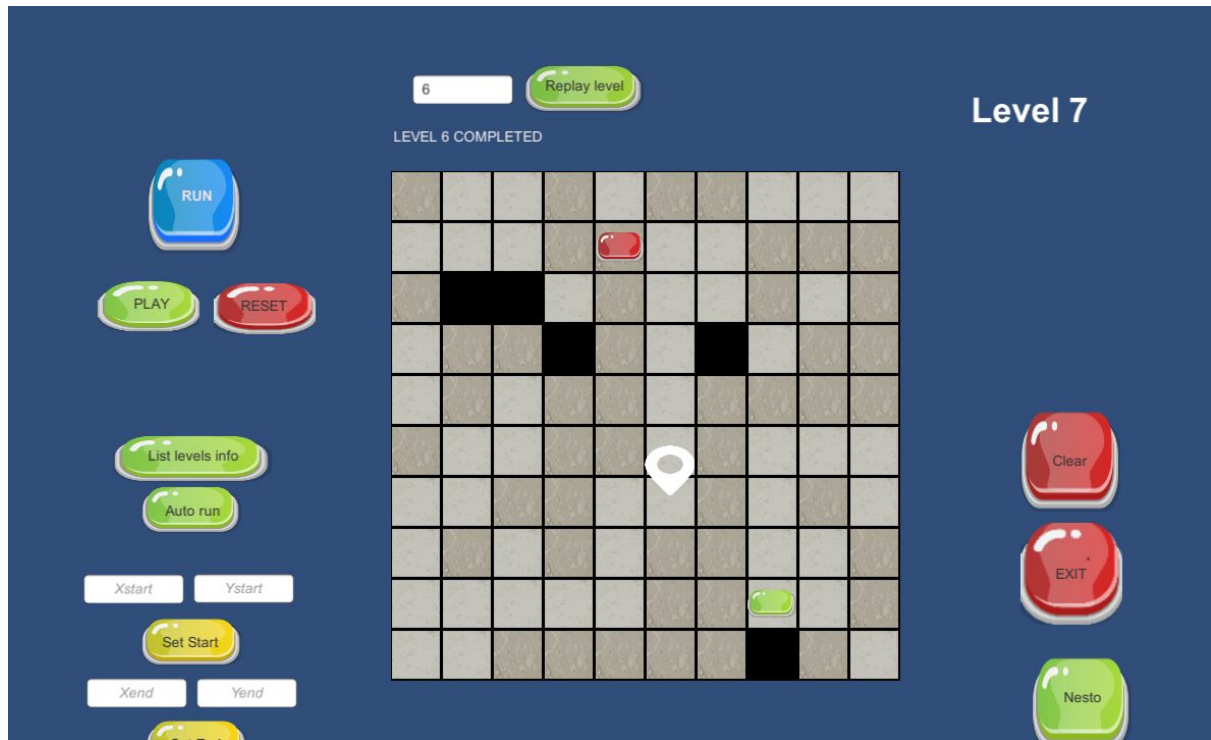 6
Replay level
Level 7
LEVEL 6 COMPLETED
RUN
PLAY
RESET
List levels info
Clear
Auto run
EXIT
Xstart
Ystart
Set Start
Xend
Yend
Nesto